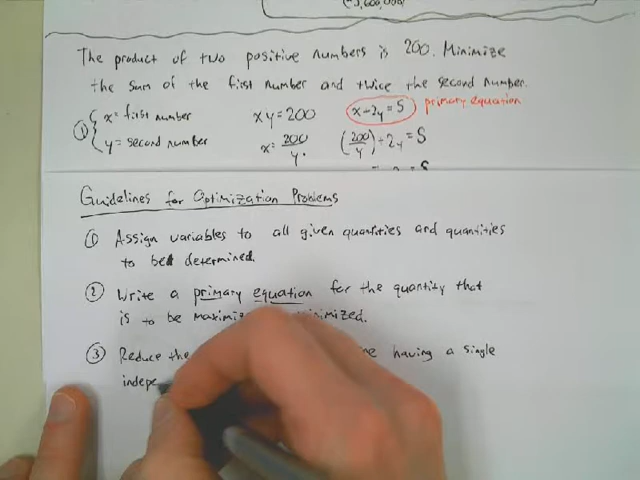 The product of two positive numbers is 200. Minimize
the sum of the first number and twice the second number.
① { x = first number xy = 200 x + 2y = S primary equation
y = second number x = 200/y. (200/y) + 2y = S
Guidelines for Optimization Problems
① Assign variables to all given quantities and quantities
to be determined.
② Write a primary equation for the quantity that
is to be minimized.
③ Reduce the having a single
indepe